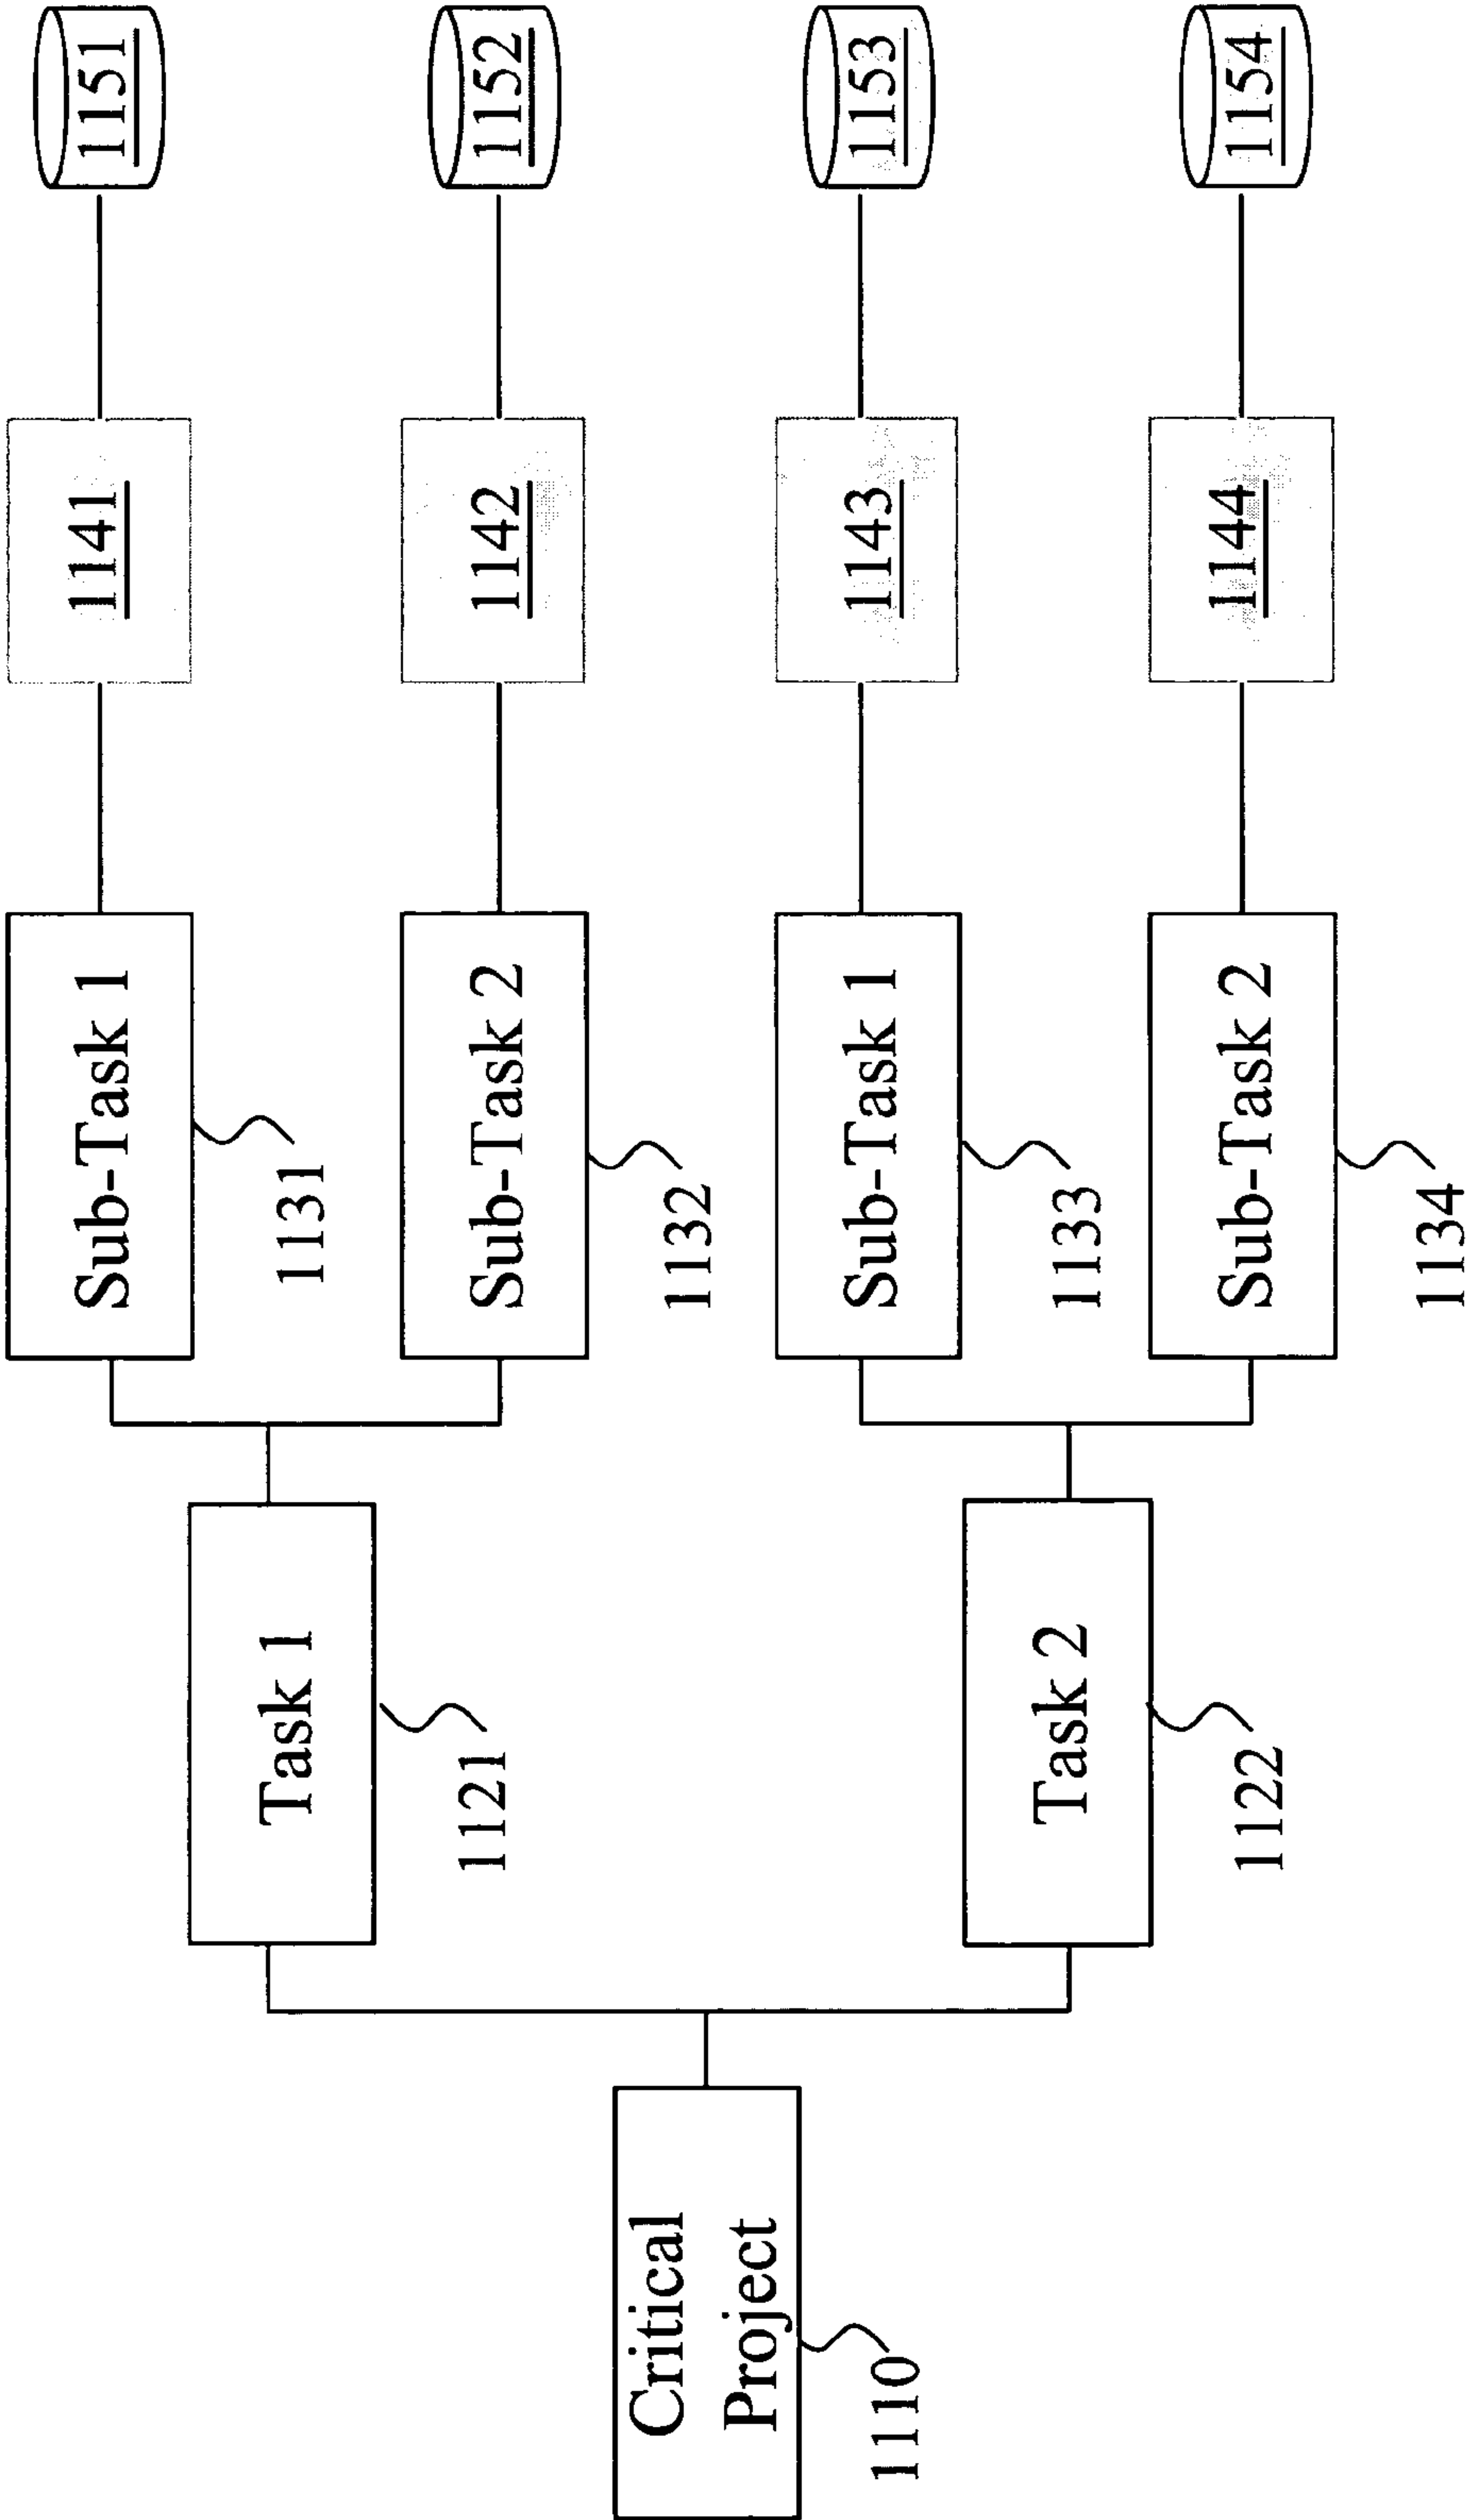 Critical
Project
1110
Task 1
1121
Task 2
1122
Sub-Task 1
1131
Sub-Task 2
1132
Sub-Task 1
1133
Sub-Task 2
1134
1141
1142
1143
1144
1151
1152
1153
1154